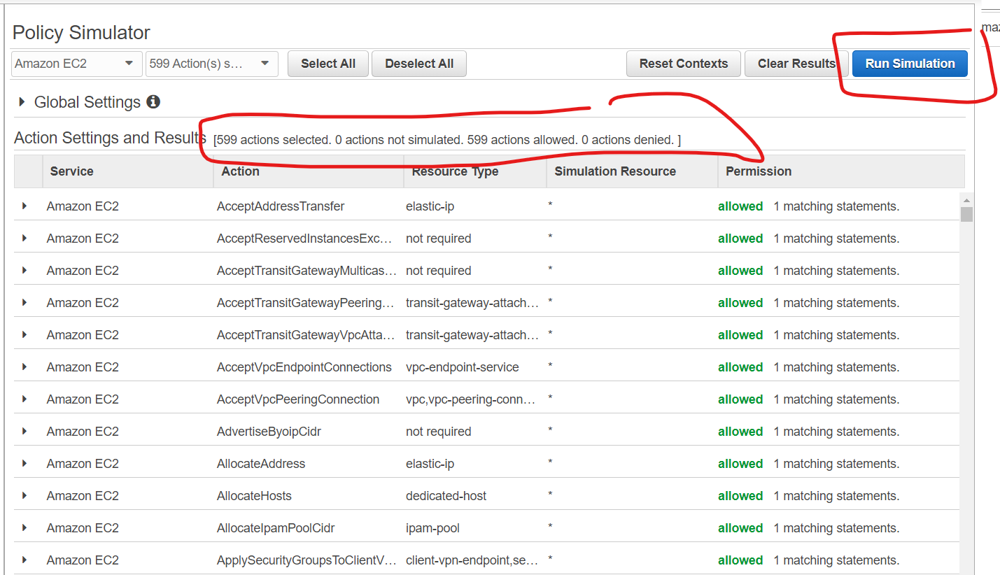 Policy Simulator
Amazon EC2 599 Action(s) s… Select All Deselect All Reset Contexts Clear Results Run Simulation
Global Settings
Action Settings and Results [599 actions selected. 0 actions not simulated. 599 actions allowed. 0 actions denied. ]
Service Action Resource Type Simulation Resource Permission
Amazon EC2 AcceptAddressTransfer elastic-ip * allowed 1 matching statements.
Amazon EC2 AcceptReservedInstancesExc… not required * allowed 1 matching statements.
Amazon EC2 AcceptTransitGatewayMulticas… not required * allowed 1 matching statements.
Amazon EC2 AcceptTransitGatewayPeering… transit-gateway-attach… * allowed 1 matching statements.
Amazon EC2 AcceptTransitGatewayVpcAtta… transit-gateway-attach… * allowed 1 matching statements.
Amazon EC2 AcceptVpcEndpointConnections vpc-endpoint-service * allowed 1 matching statements.
Amazon EC2 AcceptVpcPeeringConnection vpc,vpc-peering-conn… * allowed 1 matching statements.
Amazon EC2 AdvertiseByoipCidr not required * allowed 1 matching statements.
Amazon EC2 AllocateAddress elastic-ip * allowed 1 matching statements.
Amazon EC2 AllocateHosts dedicated-host * allowed 1 matching statements.
Amazon EC2 AllocateIpamPoolCidr ipam-pool * allowed 1 matching statements.
Amazon EC2 ApplySecurityGroupsToClientV… client-vpn-endpoint,se… * allowed 1 matching statements.